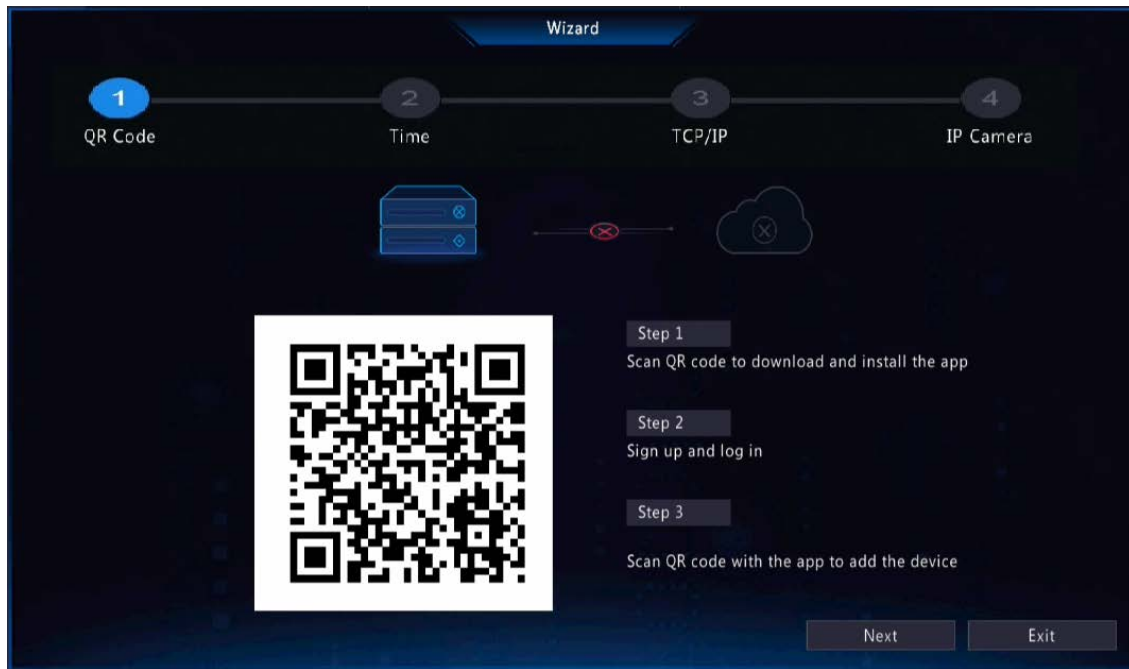 Wizard
1 2 3 4
QR Code Time TCP/IP IP Camera
Step 1
Scan QR code to download and install the app
Step 2
Sign up and log in
Step 3
Scan QR code with the app to add the device
Next Exit